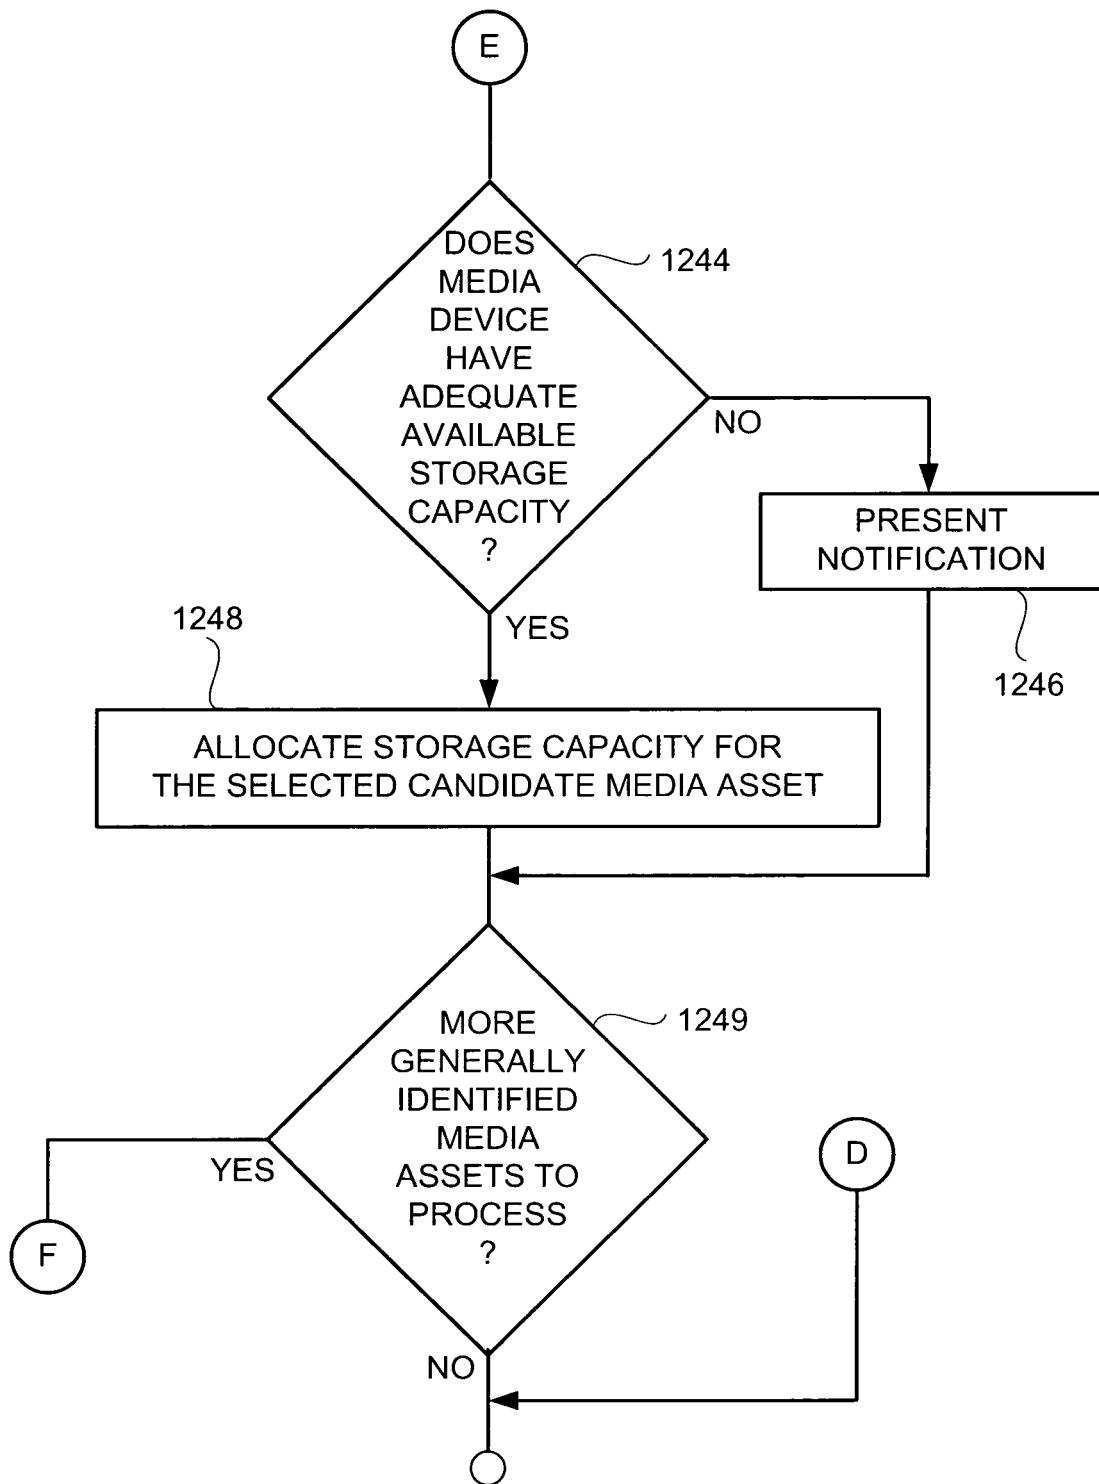 E
DOES
MEDIA
DEVICE
HAVE
ADEQUATE
AVAILABLE
STORAGE
CAPACITY
?
1244
NO
PRESENT
NOTIFICATION
1246
YES
1248
ALLOCATE STORAGE CAPACITY FOR
THE SELECTED CANDIDATE MEDIA ASSET
MORE
GENERALLY
IDENTIFIED
MEDIA
ASSETS TO
PROCESS
?
1249
YES
F
D
NO